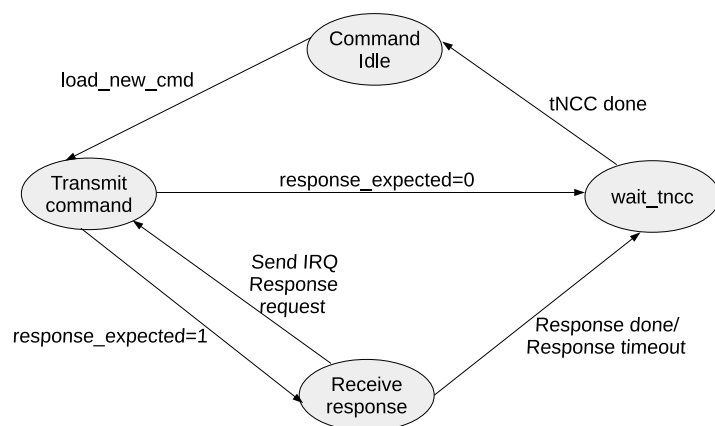 Command
Idle
load_new_cmd
tNCC done
Transmit
command
response_expected=0
wait_tncc
Send IRQ
Response
request
response_expected=1
Response done/
Response timeout
Receive
response